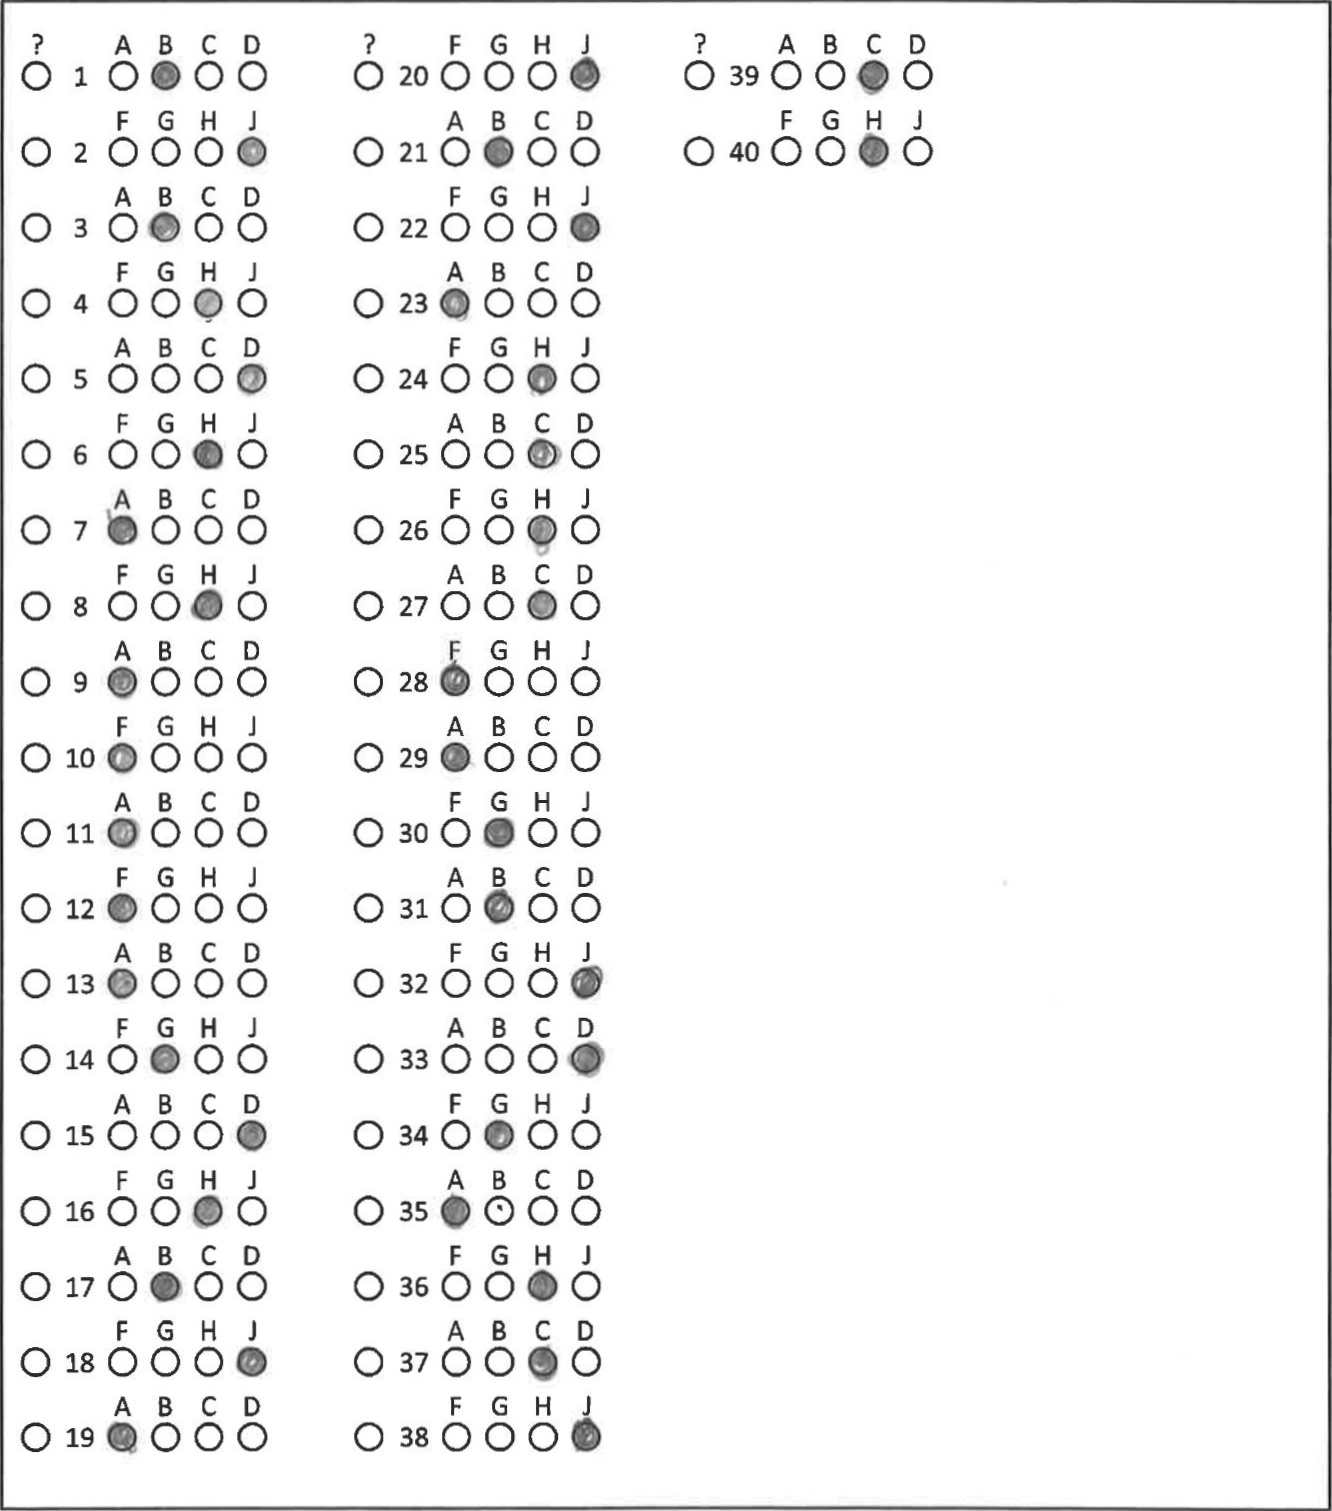 ? A B C D
1
F G H J
2
A B C D
3
F G H J
4
A B C D
5
F G H J
6
A B C D
7
F G H J
8
A B C D
9
F G H J
10
A B C D
11
F G H J
12
A B C D
13
F G H J
14
A B C D
15
F G H J
16
A B C D
17
F G H J
18
A B C D
19
? F G H J
20
A B C D
21
F G H J
22
A B C D
23
F G H J
24
A B C D
25
F G H J
26
A B C D
27
F G H J
28
A B C D
29
F G H J
30
A B C D
31
F G H J
32
A B C D
33
F G H J
34
A B C D
35
F G H J
36
A B C D
37
F G H J
38
? A B C D
39
F G H J
40